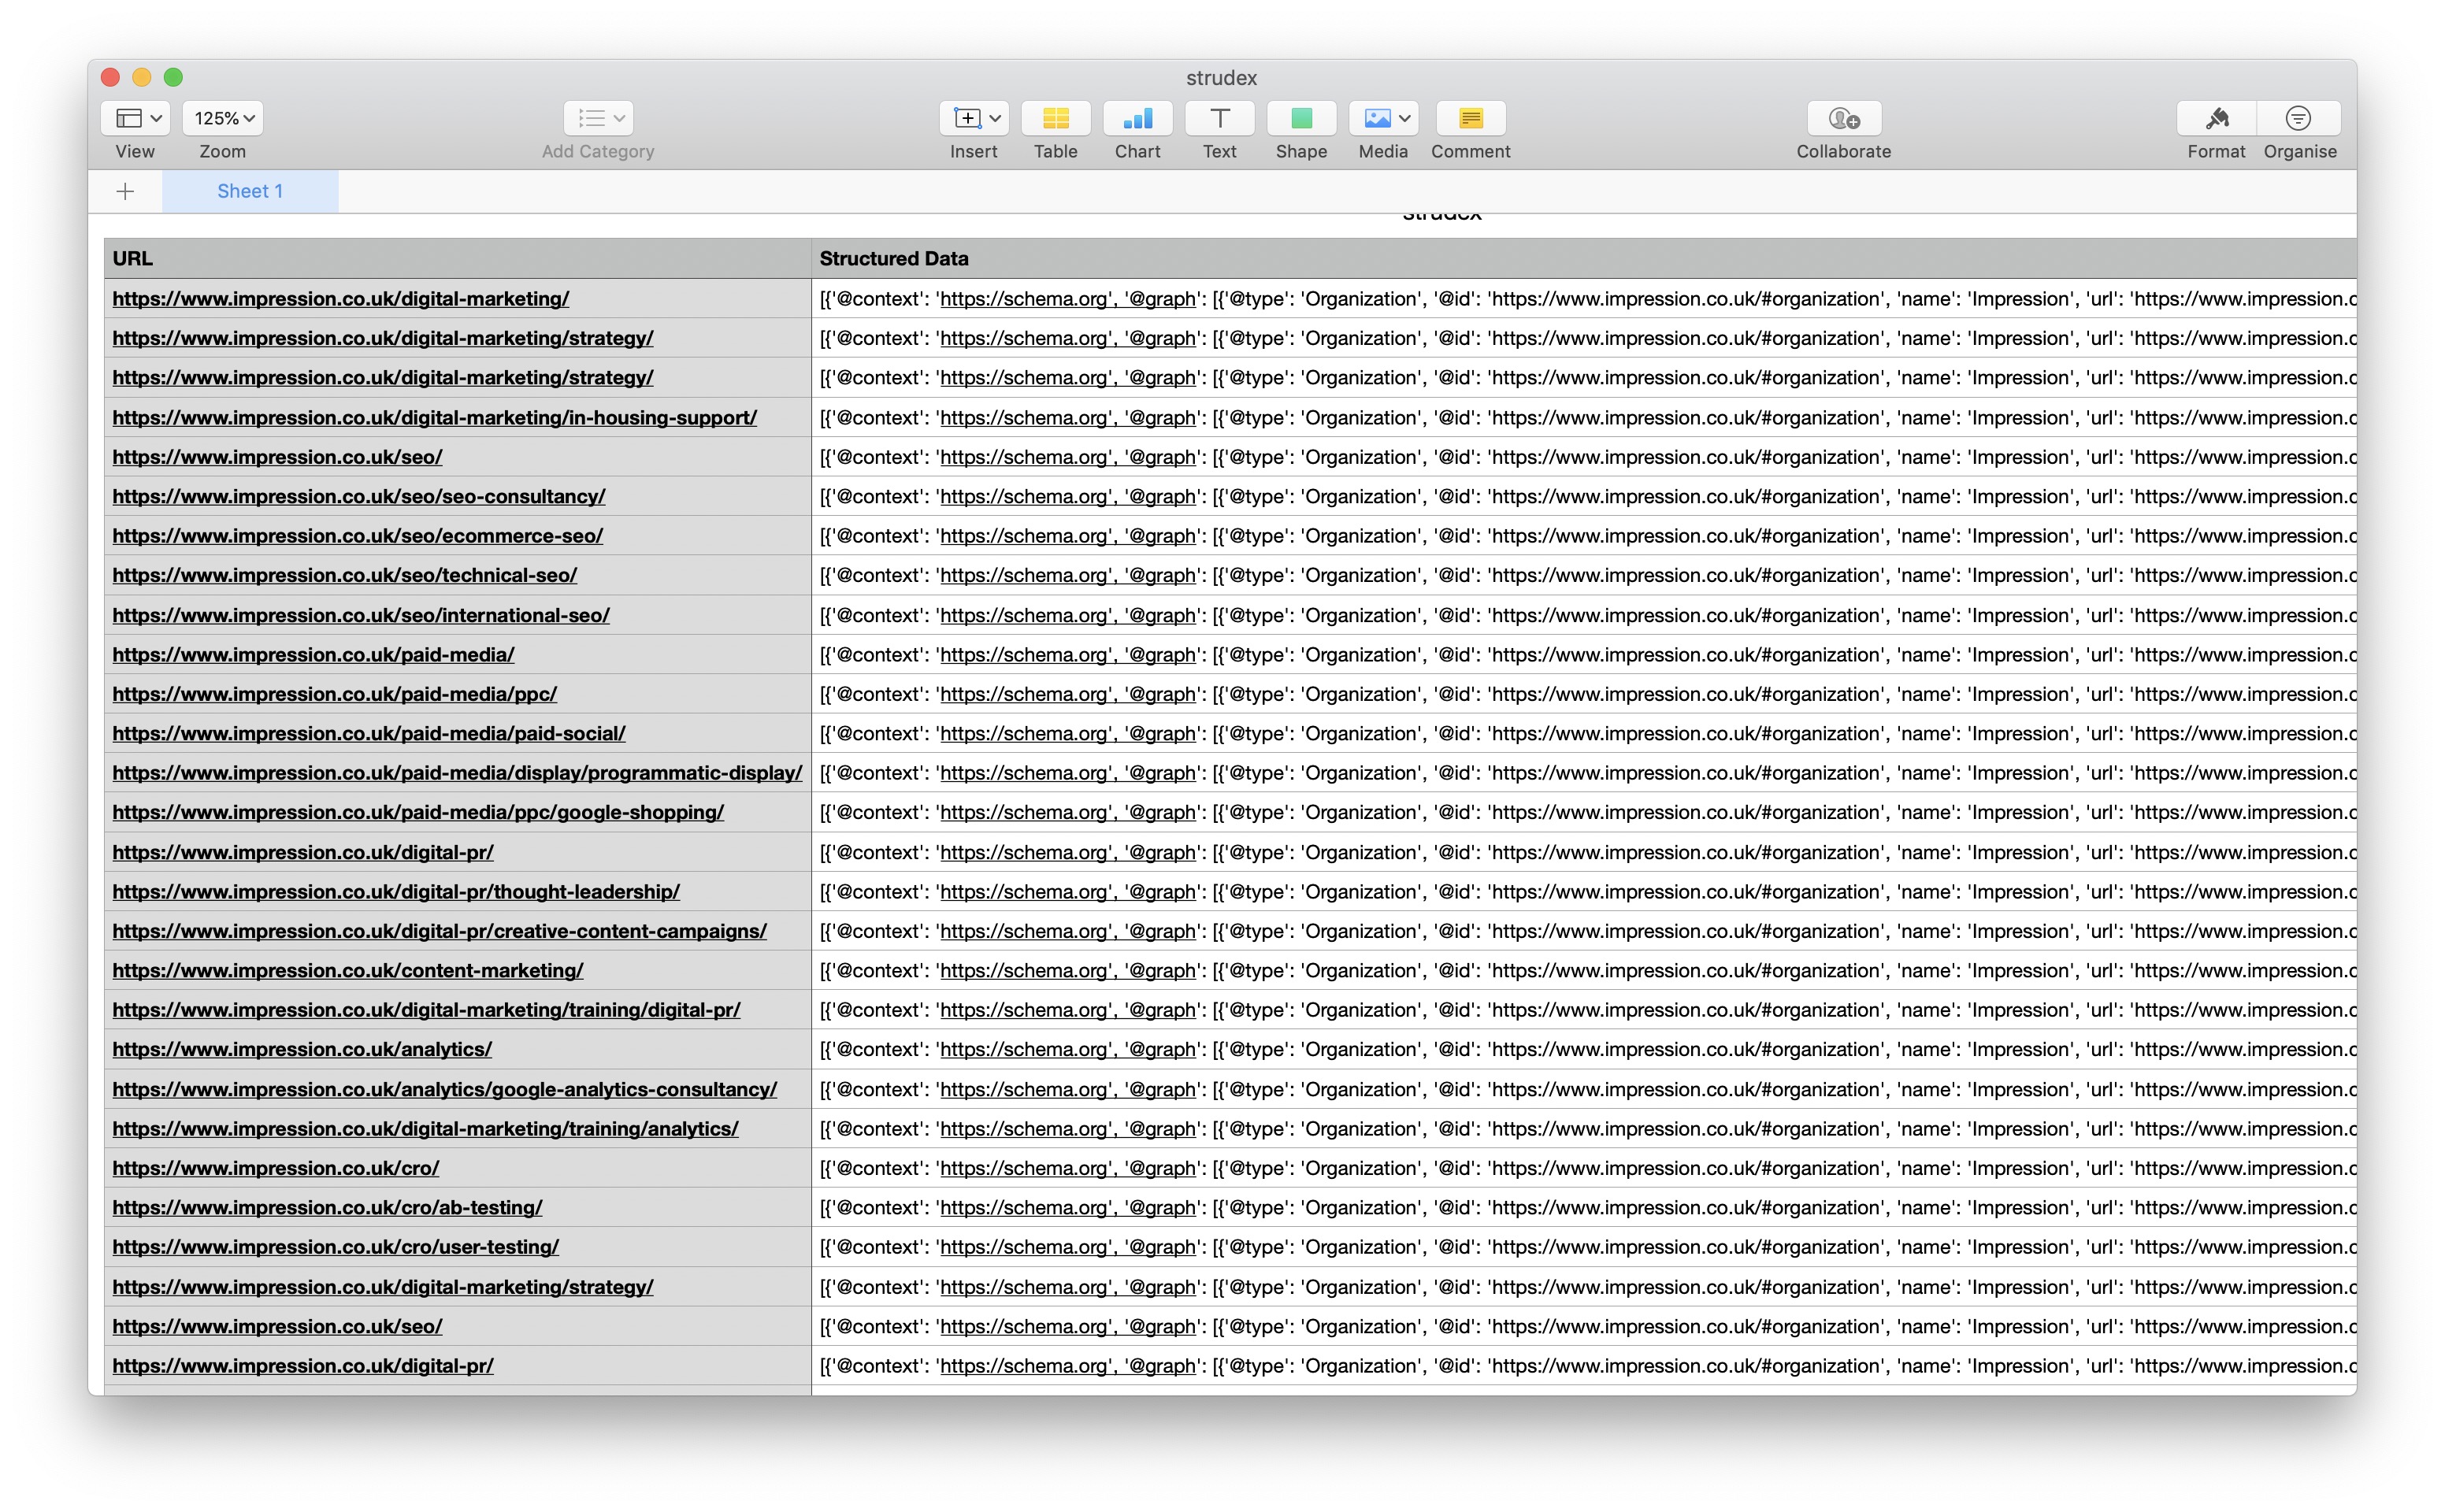 strudex
125%
View Zoom Add Category Insert Table Chart Text Shape Media Comment Collaborate Format Organise
Sheet 1
strudex
URL Structured Data
https://www.impression.co.uk/digital-marketing/ [{'@context': 'https://schema.org', '@graph': [{'@type': 'Organization', '@id': 'https://www.impression.co.uk/#organization', 'name': 'Impression', 'url': 'https://www.impression.c
https://www.impression.co.uk/digital-marketing/strategy/ [{'@context': 'https://schema.org', '@graph': [{'@type': 'Organization', '@id': 'https://www.impression.co.uk/#organization', 'name': 'Impression', 'url': 'https://www.impression.c
https://www.impression.co.uk/digital-marketing/strategy/ [{'@context': 'https://schema.org', '@graph': [{'@type': 'Organization', '@id': 'https://www.impression.co.uk/#organization', 'name': 'Impression', 'url': 'https://www.impression.c
https://www.impression.co.uk/digital-marketing/in-housing-support/ [{'@context': 'https://schema.org', '@graph': [{'@type': 'Organization', '@id': 'https://www.impression.co.uk/#organization', 'name': 'Impression', 'url': 'https://www.impression.c
https://www.impression.co.uk/seo/ [{'@context': 'https://schema.org', '@graph': [{'@type': 'Organization', '@id': 'https://www.impression.co.uk/#organization', 'name': 'Impression', 'url': 'https://www.impression.c
https://www.impression.co.uk/seo/seo-consultancy/ [{'@context': 'https://schema.org', '@graph': [{'@type': 'Organization', '@id': 'https://www.impression.co.uk/#organization', 'name': 'Impression', 'url': 'https://www.impression.c
https://www.impression.co.uk/seo/ecommerce-seo/ [{'@context': 'https://schema.org', '@graph': [{'@type': 'Organization', '@id': 'https://www.impression.co.uk/#organization', 'name': 'Impression', 'url': 'https://www.impression.c
https://www.impression.co.uk/seo/technical-seo/ [{'@context': 'https://schema.org', '@graph': [{'@type': 'Organization', '@id': 'https://www.impression.co.uk/#organization', 'name': 'Impression', 'url': 'https://www.impression.c
https://www.impression.co.uk/seo/international-seo/ [{'@context': 'https://schema.org', '@graph': [{'@type': 'Organization', '@id': 'https://www.impression.co.uk/#organization', 'name': 'Impression', 'url': 'https://www.impression.c
https://www.impression.co.uk/paid-media/ [{'@context': 'https://schema.org', '@graph': [{'@type': 'Organization', '@id': 'https://www.impression.co.uk/#organization', 'name': 'Impression', 'url': 'https://www.impression.c
https://www.impression.co.uk/paid-media/ppc/ [{'@context': 'https://schema.org', '@graph': [{'@type': 'Organization', '@id': 'https://www.impression.co.uk/#organization', 'name': 'Impression', 'url': 'https://www.impression.c
https://www.impression.co.uk/paid-media/paid-social/ [{'@context': 'https://schema.org', '@graph': [{'@type': 'Organization', '@id': 'https://www.impression.co.uk/#organization', 'name': 'Impression', 'url': 'https://www.impression.c
https://www.impression.co.uk/paid-media/display/programmatic-display/ [{'@context': 'https://schema.org', '@graph': [{'@type': 'Organization', '@id': 'https://www.impression.co.uk/#organization', 'name': 'Impression', 'url': 'https://www.impression.c
https://www.impression.co.uk/paid-media/ppc/google-shopping/ [{'@context': 'https://schema.org', '@graph': [{'@type': 'Organization', '@id': 'https://www.impression.co.uk/#organization', 'name': 'Impression', 'url': 'https://www.impression.c
https://www.impression.co.uk/digital-pr/ [{'@context': 'https://schema.org', '@graph': [{'@type': 'Organization', '@id': 'https://www.impression.co.uk/#organization', 'name': 'Impression', 'url': 'https://www.impression.c
https://www.impression.co.uk/digital-pr/thought-leadership/ [{'@context': 'https://schema.org', '@graph': [{'@type': 'Organization', '@id': 'https://www.impression.co.uk/#organization', 'name': 'Impression', 'url': 'https://www.impression.c
https://www.impression.co.uk/digital-pr/creative-content-campaigns/ [{'@context': 'https://schema.org', '@graph': [{'@type': 'Organization', '@id': 'https://www.impression.co.uk/#organization', 'name': 'Impression', 'url': 'https://www.impression.c
https://www.impression.co.uk/content-marketing/ [{'@context': 'https://schema.org', '@graph': [{'@type': 'Organization', '@id': 'https://www.impression.co.uk/#organization', 'name': 'Impression', 'url': 'https://www.impression.c
https://www.impression.co.uk/digital-marketing/training/digital-pr/ [{'@context': 'https://schema.org', '@graph': [{'@type': 'Organization', '@id': 'https://www.impression.co.uk/#organization', 'name': 'Impression', 'url': 'https://www.impression.c
https://www.impression.co.uk/analytics/ [{'@context': 'https://schema.org', '@graph': [{'@type': 'Organization', '@id': 'https://www.impression.co.uk/#organization', 'name': 'Impression', 'url': 'https://www.impression.c
https://www.impression.co.uk/analytics/google-analytics-consultancy/ [{'@context': 'https://schema.org', '@graph': [{'@type': 'Organization', '@id': 'https://www.impression.co.uk/#organization', 'name': 'Impression', 'url': 'https://www.impression.c
https://www.impression.co.uk/digital-marketing/training/analytics/ [{'@context': 'https://schema.org', '@graph': [{'@type': 'Organization', '@id': 'https://www.impression.co.uk/#organization', 'name': 'Impression', 'url': 'https://www.impression.c
https://www.impression.co.uk/cro/ [{'@context': 'https://schema.org', '@graph': [{'@type': 'Organization', '@id': 'https://www.impression.co.uk/#organization', 'name': 'Impression', 'url': 'https://www.impression.c
https://www.impression.co.uk/cro/ab-testing/ [{'@context': 'https://schema.org', '@graph': [{'@type': 'Organization', '@id': 'https://www.impression.co.uk/#organization', 'name': 'Impression', 'url': 'https://www.impression.c
https://www.impression.co.uk/cro/user-testing/ [{'@context': 'https://schema.org', '@graph': [{'@type': 'Organization', '@id': 'https://www.impression.co.uk/#organization', 'name': 'Impression', 'url': 'https://www.impression.c
https://www.impression.co.uk/digital-marketing/strategy/ [{'@context': 'https://schema.org', '@graph': [{'@type': 'Organization', '@id': 'https://www.impression.co.uk/#organization', 'name': 'Impression', 'url': 'https://www.impression.c
https://www.impression.co.uk/seo/ [{'@context': 'https://schema.org', '@graph': [{'@type': 'Organization', '@id': 'https://www.impression.co.uk/#organization', 'name': 'Impression', 'url': 'https://www.impression.c
https://www.impression.co.uk/digital-pr/ [{'@context': 'https://schema.org', '@graph': [{'@type': 'Organization', '@id': 'https://www.impression.co.uk/#organization', 'name': 'Impression', 'url': 'https://www.impression.c